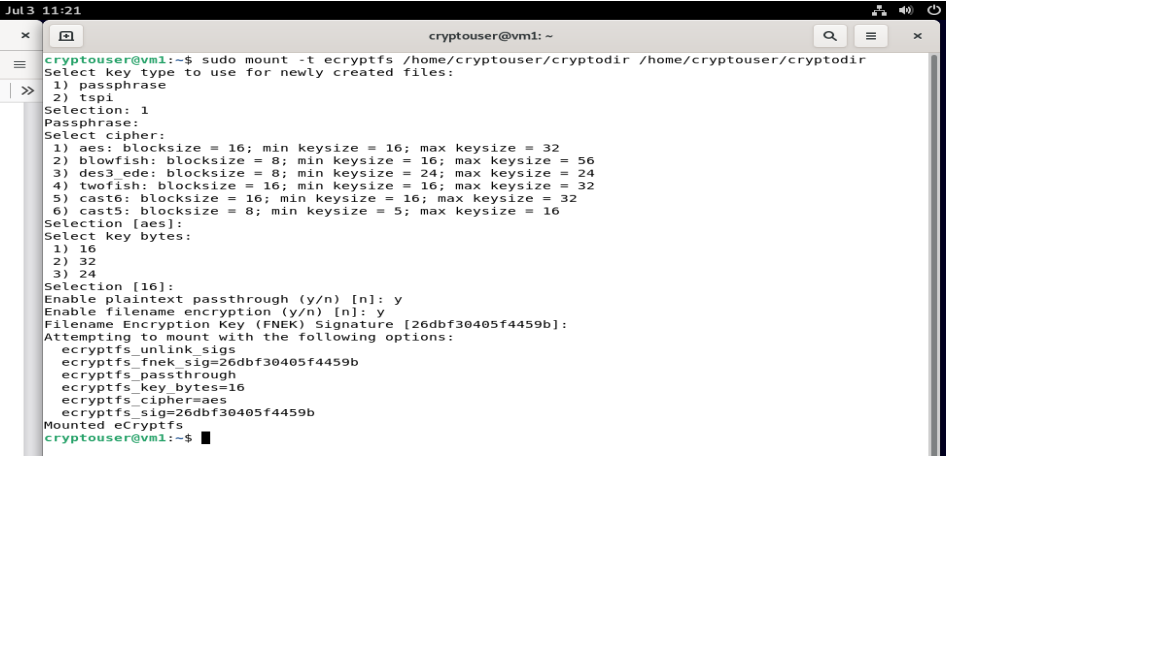 Jul 3 11:21
cryptouser@vm1: ~
cryptouser@vm1:~$ sudo mount -t ecryptfs /home/cryptouser/cryptodir /home/cryptouser/cryptodir
Select key type to use for newly created files:
 1) passphrase
 2) tspi
Selection: 1
Passphrase:
Select cipher:
 1) aes: blocksize = 16; min keysize = 16; max keysize = 32
 2) blowfish: blocksize = 8; min keysize = 16; max keysize = 56
 3) des3_ede: blocksize = 8; min keysize = 24; max keysize = 24
 4) twofish: blocksize = 16; min keysize = 16; max keysize = 32
 5) cast6: blocksize = 16; min keysize = 16; max keysize = 32
 6) cast5: blocksize = 8; min keysize = 5; max keysize = 16
Selection [aes]:
Select key bytes:
 1) 16
 2) 32
 3) 24
Selection [16]:
Enable plaintext passthrough (y/n) [n]: y
Enable filename encryption (y/n) [n]: y
Filename Encryption Key (FNEK) Signature [26dbf30405f4459b]:
Attempting to mount with the following options:
  ecryptfs_unlink_sigs
  ecryptfs_fnek_sig=26dbf30405f4459b
  ecryptfs_passthrough
  ecryptfs_key_bytes=16
  ecryptfs_cipher=aes
  ecryptfs_sig=26dbf30405f4459b
Mounted eCryptfs
cryptouser@vm1:~$